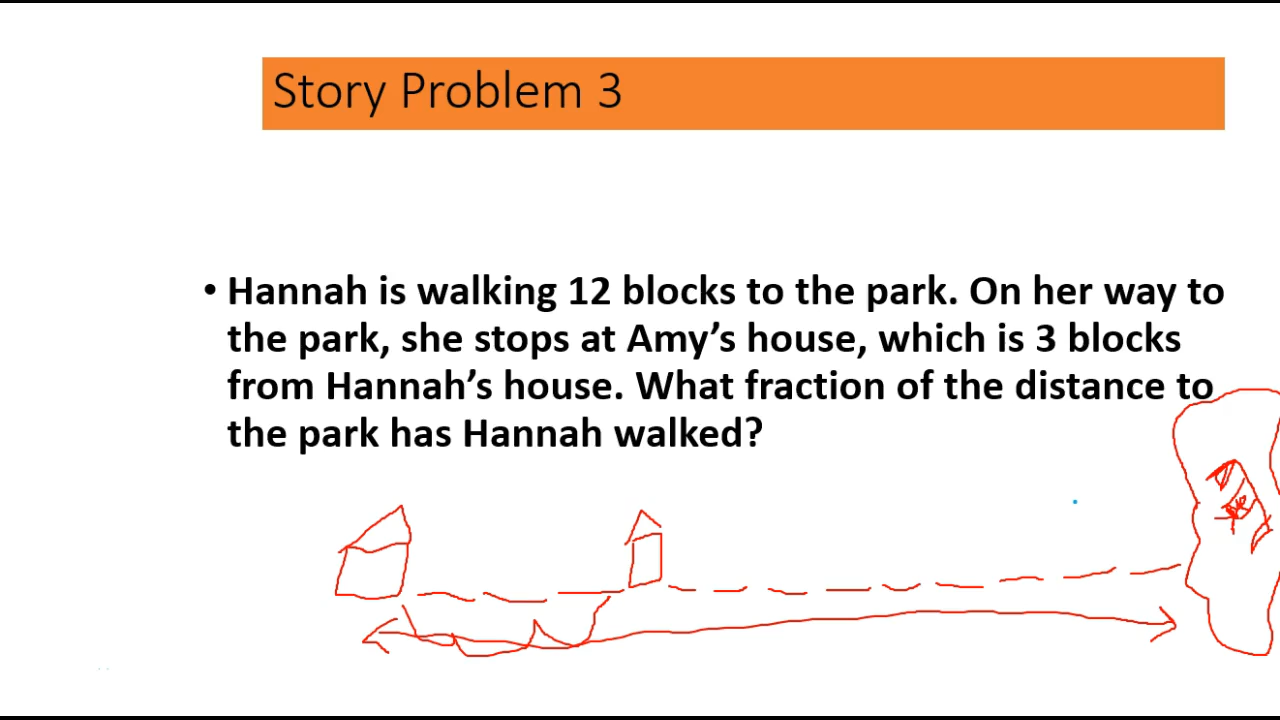 Story Problem 3
• Hannah is walking 12 blocks to the park. On her way to
the park, she stops at Amy’s house, which is 3 blocks
from Hannah’s house. What fraction of the distance to
the park has Hannah walked?